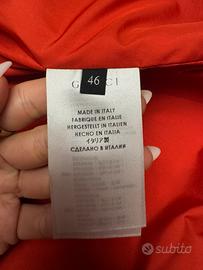 46
GUCCI
MADE IN ITALY
FABRIQUÉ EN ITALIE
HERGESTELLT IN ITALIEN
HECHO EN ITALIA
イタリア製
СДЕЛАНО В ИТАЛИИ
subito